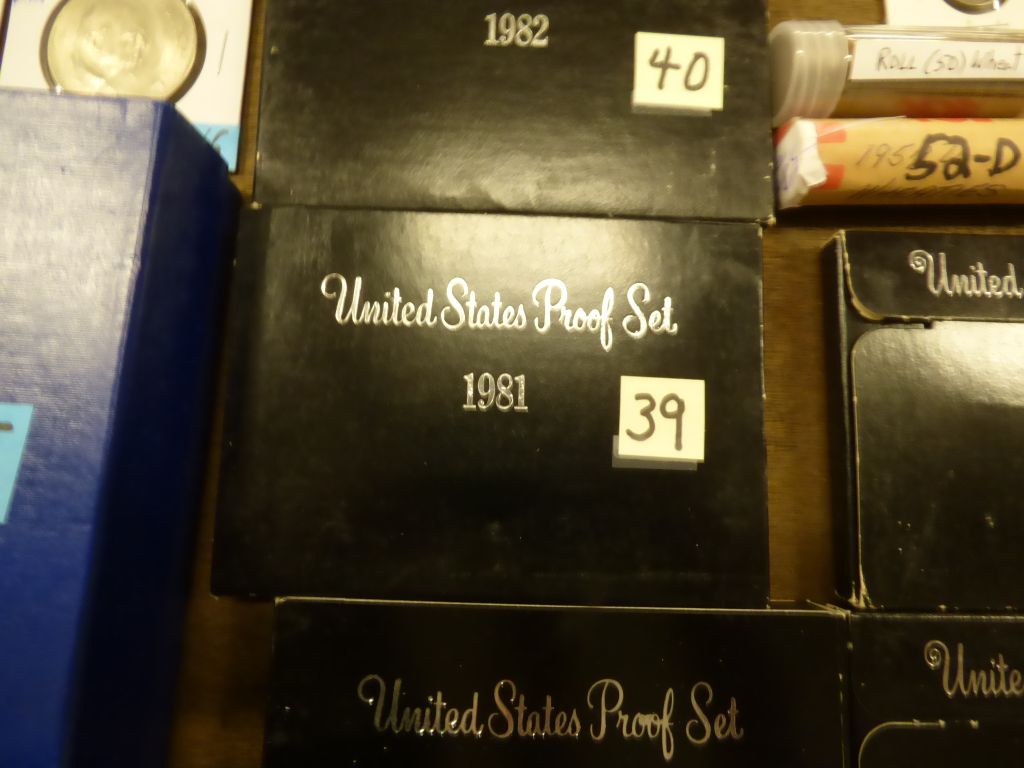 1982
40
ROLL (50) Wheat
52-D
United States Proof Set
1981
39
United
United States Proof Set
Unite